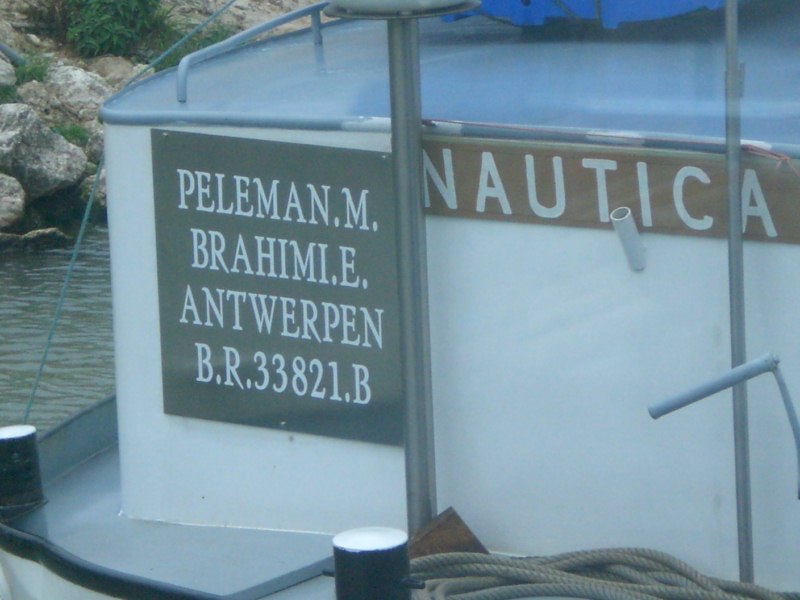 PELEMAN.M.
BRAHIMI.E.
ANTWERPEN
B.R.33821.B
NAUTICA